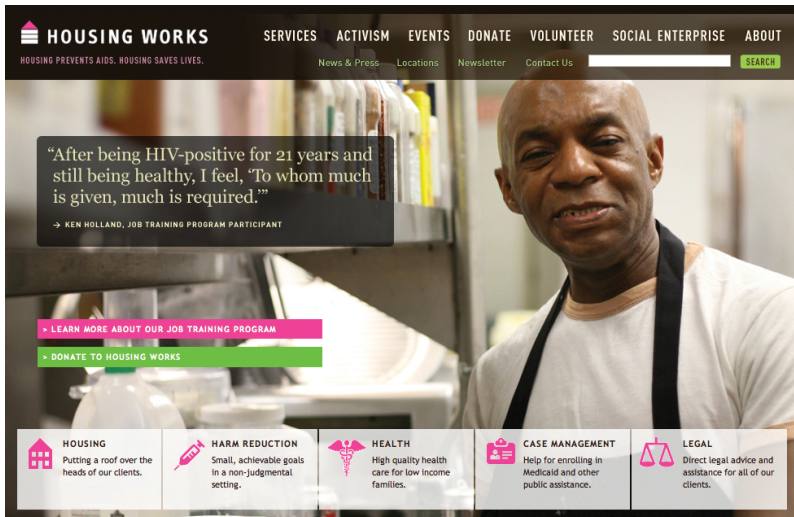 HOUSING WORKS
HOUSING PREVENTS AIDS. HOUSING SAVES LIVES.
SERVICES ACTIVISM EVENTS DONATE VOLUNTEER SOCIAL ENTERPRISE ABOUT
News & Press Locations Newsletter Contact Us SEARCH
“After being HIV-positive for 21 years and
still being healthy, I feel, ‘To whom much
is given, much is required.’”
→ KEN HOLLAND, JOB TRAINING PROGRAM PARTICIPANT
> LEARN MORE ABOUT OUR JOB TRAINING PROGRAM
> DONATE TO HOUSING WORKS
HOUSING
Putting a roof over the
heads of our clients.
HARM REDUCTION
Small, achievable goals
in a non-judgmental
setting.
HEALTH
High quality health
care for low income
families.
CASE MANAGEMENT
Help for enrolling in
Medicaid and other
public assistance.
LEGAL
Direct legal advice and
assistance for all of our
clients.